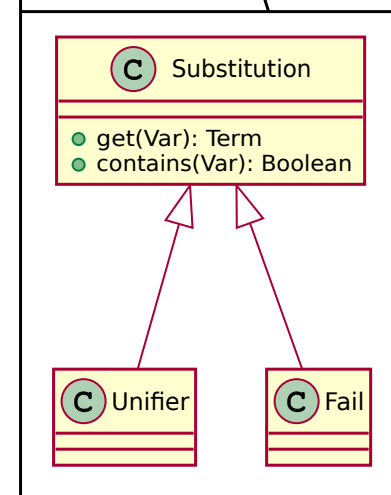 C Substitution
get(Var): Term
contains(Var): Boolean
C Unifier
C Fail